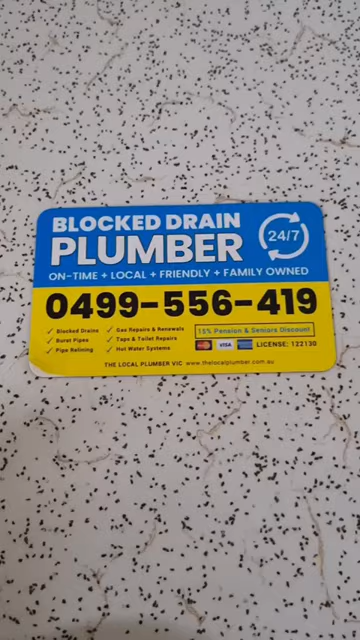 BLOCKED DRAIN
PLUMBER
24/7
ON-TIME + LOCAL + FRIENDLY + FAMILY OWNED
0499-556-419
✓ Blocked Drains
✓ Burst Pipes
✓ Pipe Relining
✓ Gas Repairs & Renewals
✓ Taps & Toilet Repairs
✓ Hot Water Systems
15% Pension & Seniors Discount
VISA
LICENSE: 122130
THE LOCAL PLUMBER VIC www.thelocalplumber.com.au